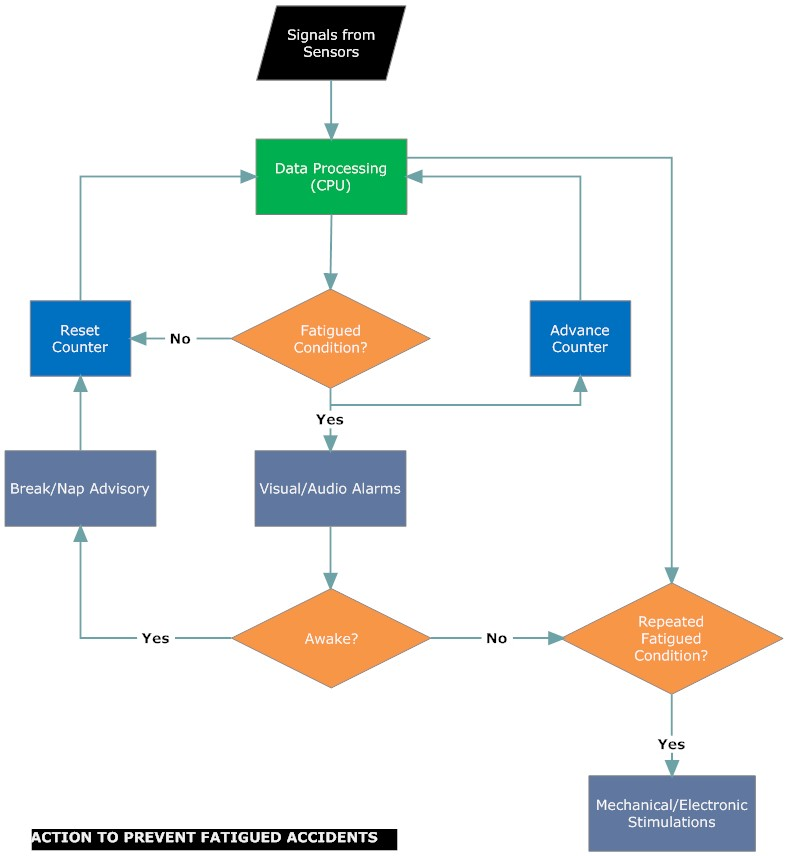 Signals from
Sensors
Data Processing
(CPU)
Reset
Counter
No
Fatigued
Condition?
Advance
Counter
Yes
Break/Nap Advisory
Visual/Audio Alarms
Yes
Awake?
No
Repeated
Fatigued
Condition?
Yes
Mechanical/Electronic
Stimulations
ACTION TO PREVENT FATIGUED ACCIDENTS